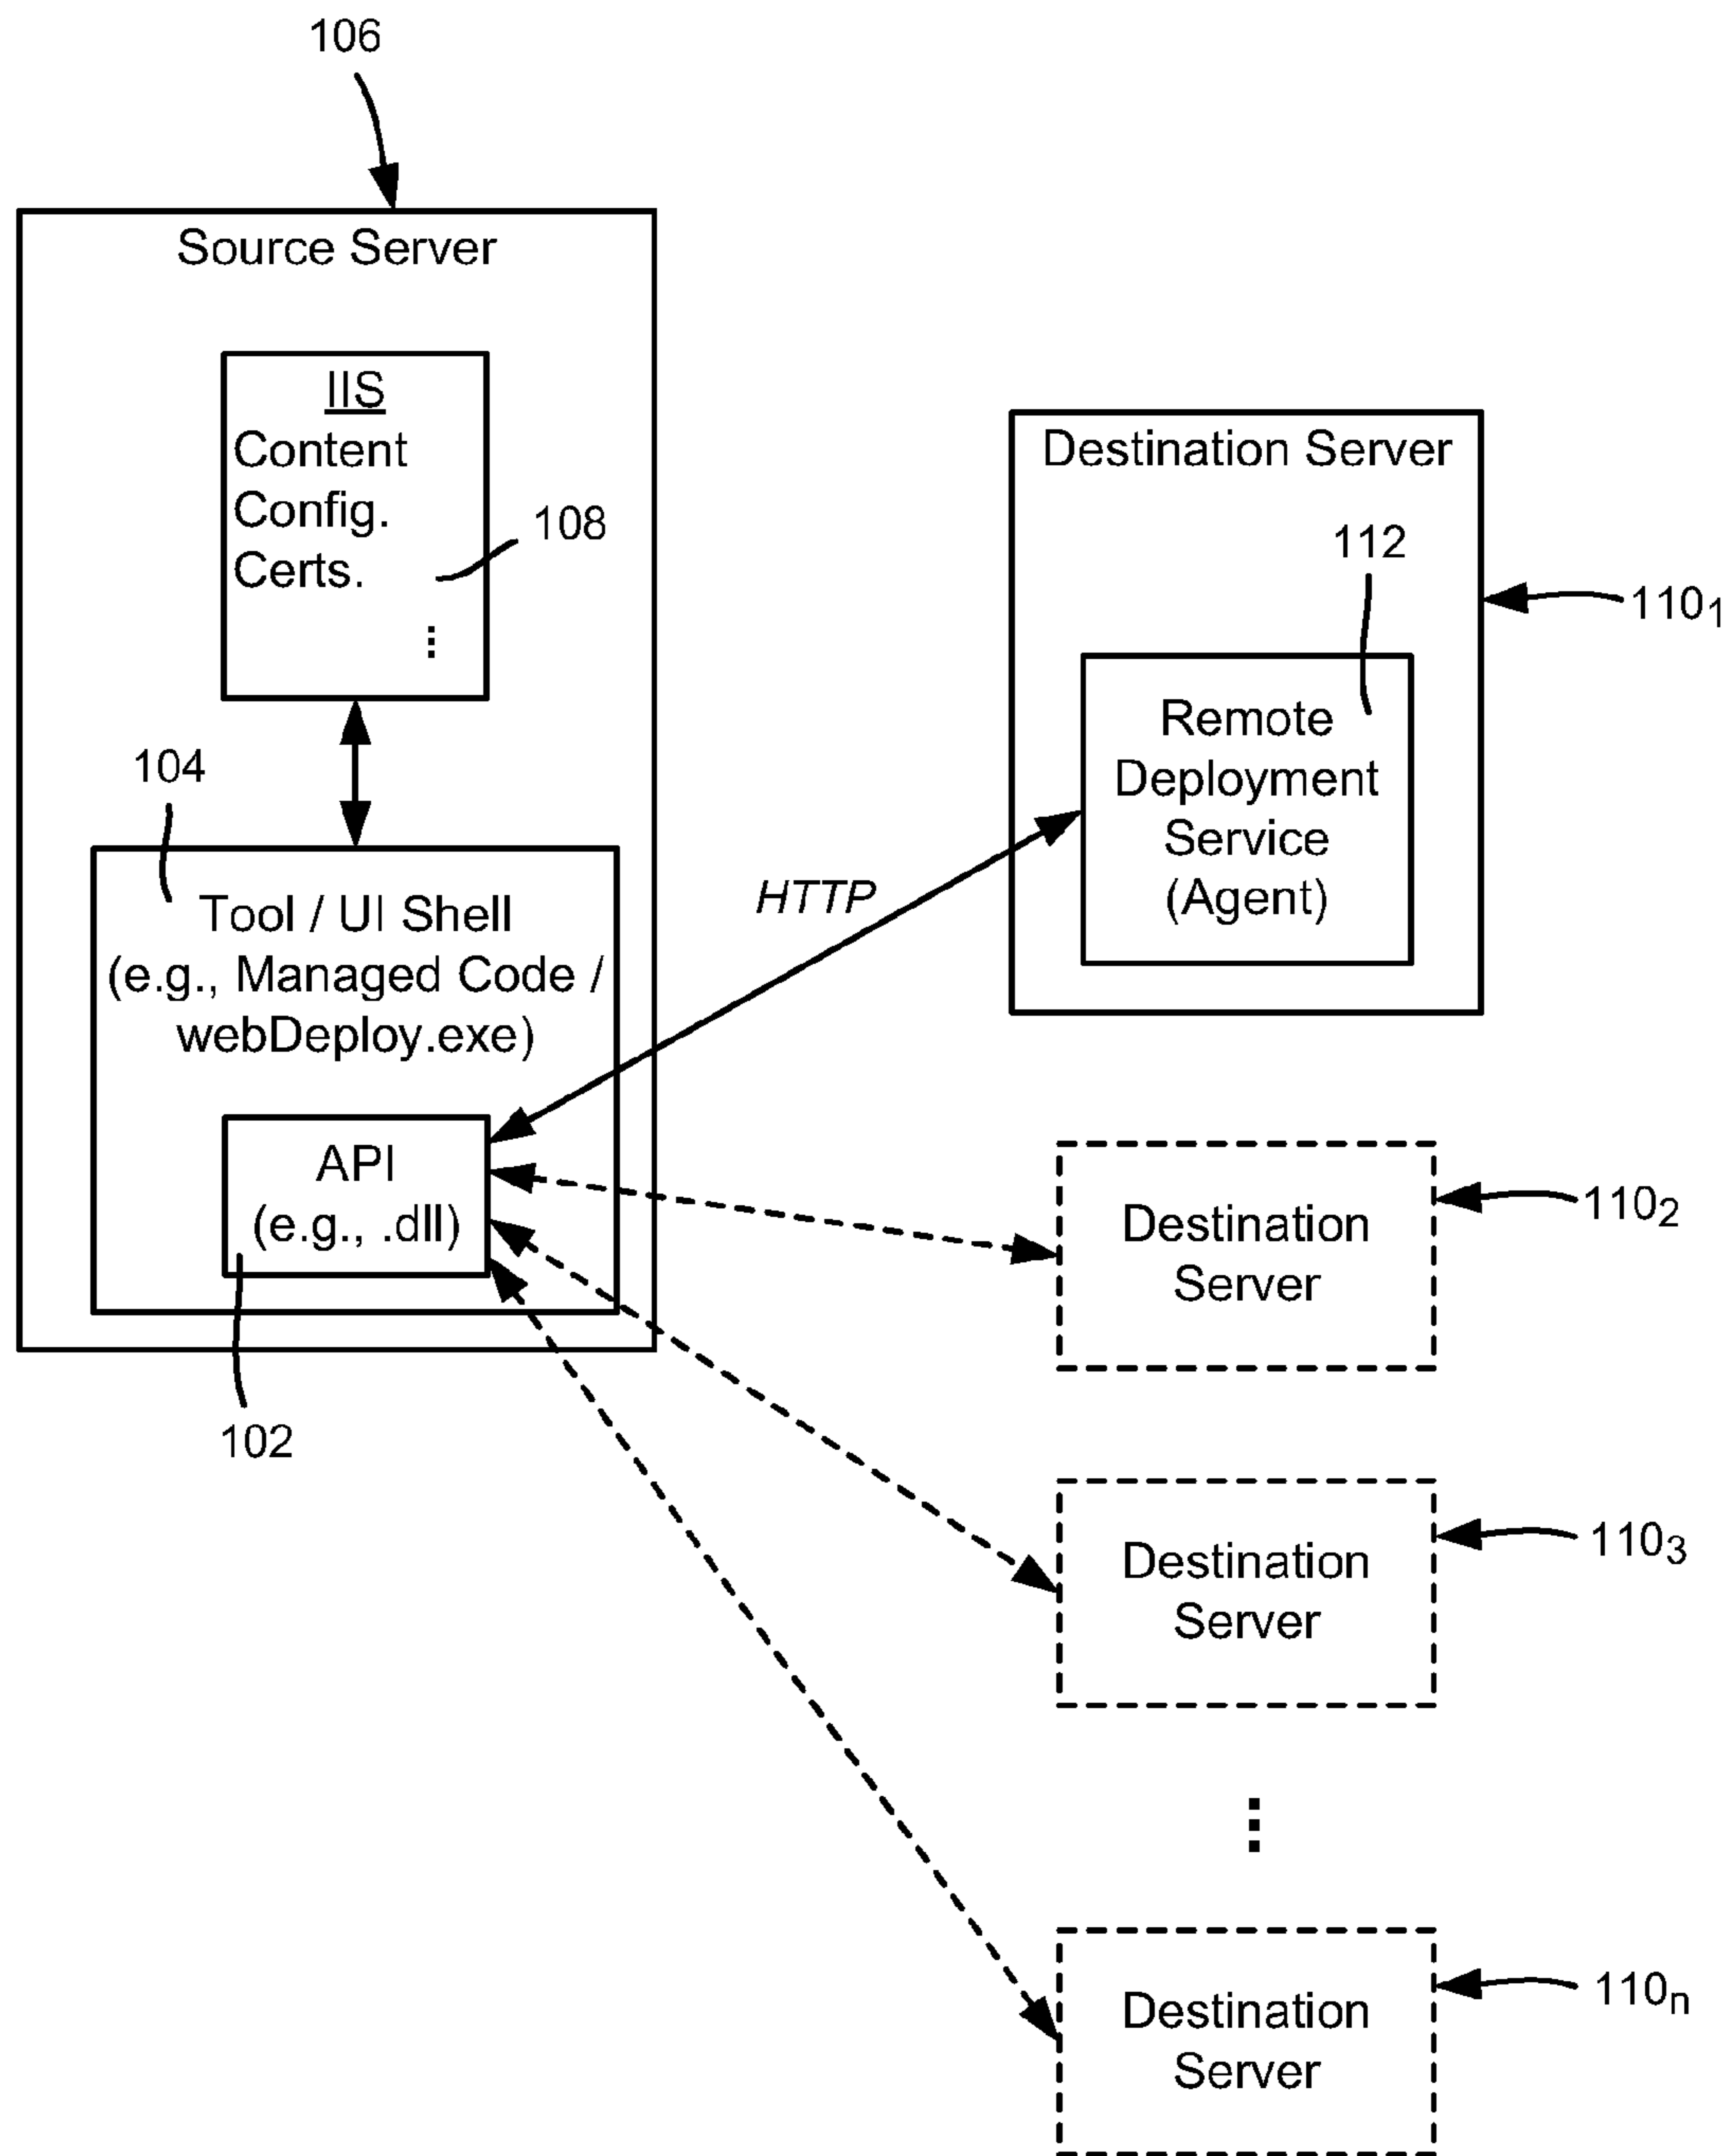 106
Source Server
IIS
Content
Config.
Certs.
⋮
108
104
Tool / UI Shell
(e.g., Managed Code /
webDeploy.exe)
API
(e.g., .dll)
102
HTTP
Destination Server
112
Remote
Deployment
Service
(Agent)
110₁
Destination
Server
110₂
Destination
Server
110₃
⋮
Destination
Server
110ₙ